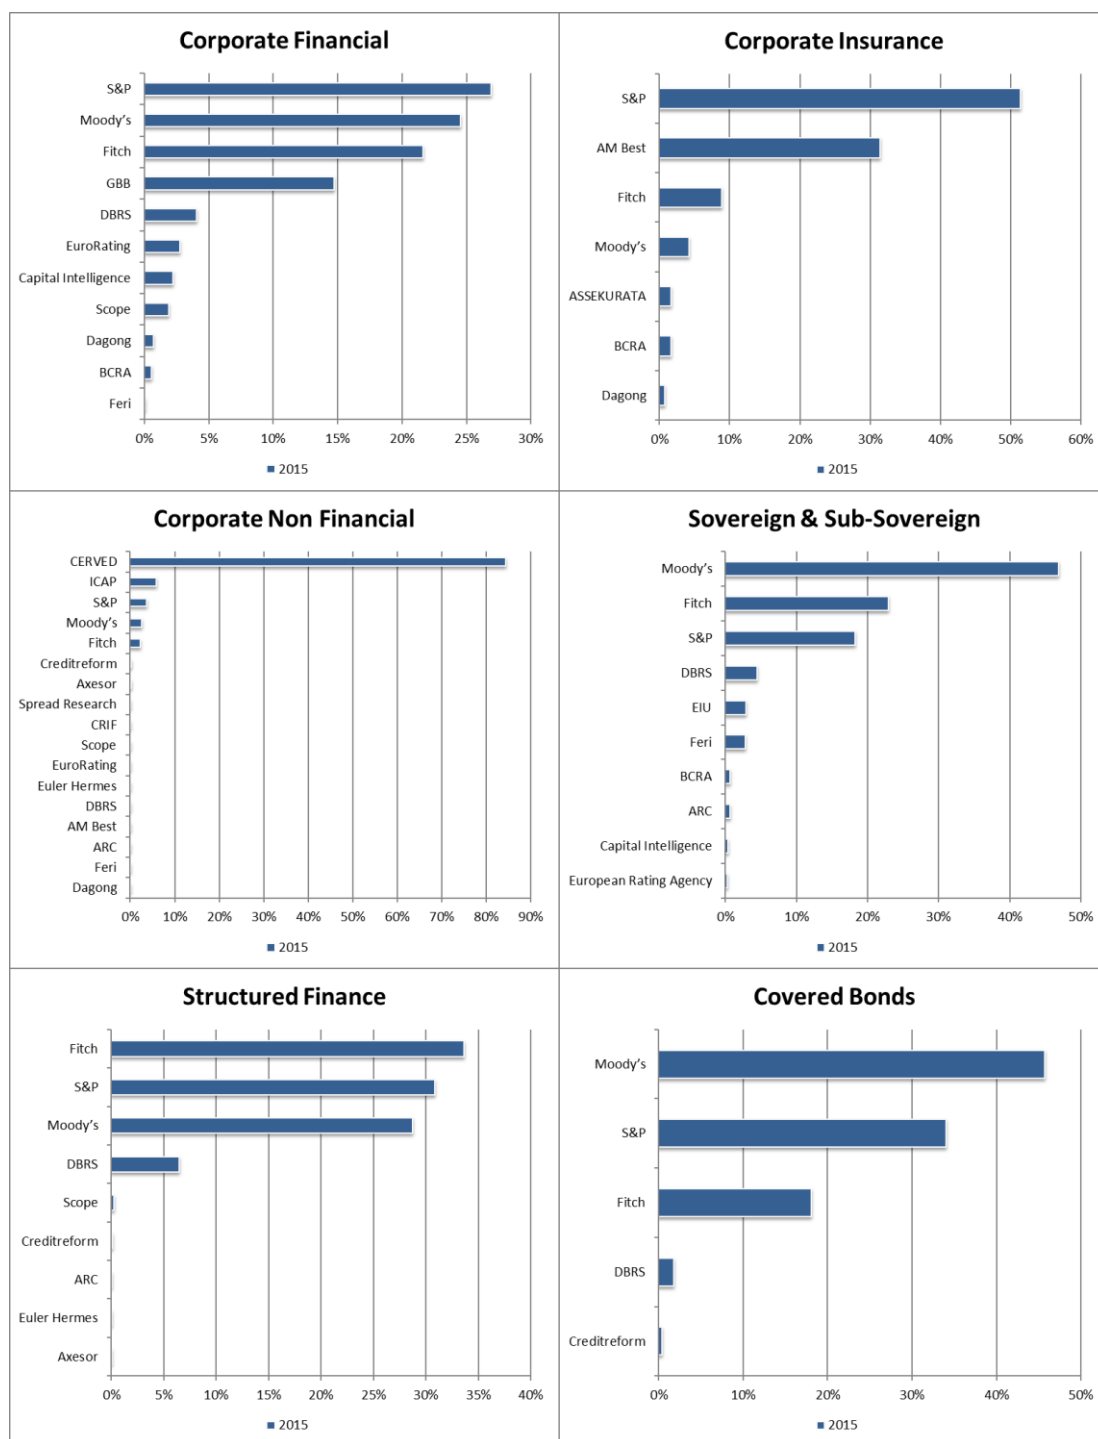 Corporate Financial
S&P
Moody's
Fitch
GBB
DBRS
EuroRating
Capital Intelligence
Scope
Dagong
BCRA
Feri
0% 5% 10% 15% 20% 25% 30%
2015
Corporate Insurance
S&P
AM Best
Fitch
Moody's
ASSEKURATA
BCRA
Dagong
0% 10% 20% 30% 40% 50% 60%
2015
Corporate Non Financial
CERVED
ICAP
S&P
Moody's
Fitch
Creditreform
Axesor
Spread Research
CRIF
Scope
EuroRating
Euler Hermes
DBRS
AM Best
ARC
Feri
Dagong
0% 10% 20% 30% 40% 50% 60% 70% 80% 90%
2015
Sovereign & Sub-Sovereign
Moody's
Fitch
S&P
DBRS
EIU
Feri
BCRA
ARC
Capital Intelligence
European Rating Agency
0% 10% 20% 30% 40% 50%
2015
Structured Finance
Fitch
S&P
Moody's
DBRS
Scope
Creditreform
ARC
Euler Hermes
Axesor
0% 5% 10% 15% 20% 25% 30% 35% 40%
2015
Covered Bonds
Moody's
S&P
Fitch
DBRS
Creditreform
0% 10% 20% 30% 40% 50%
2015